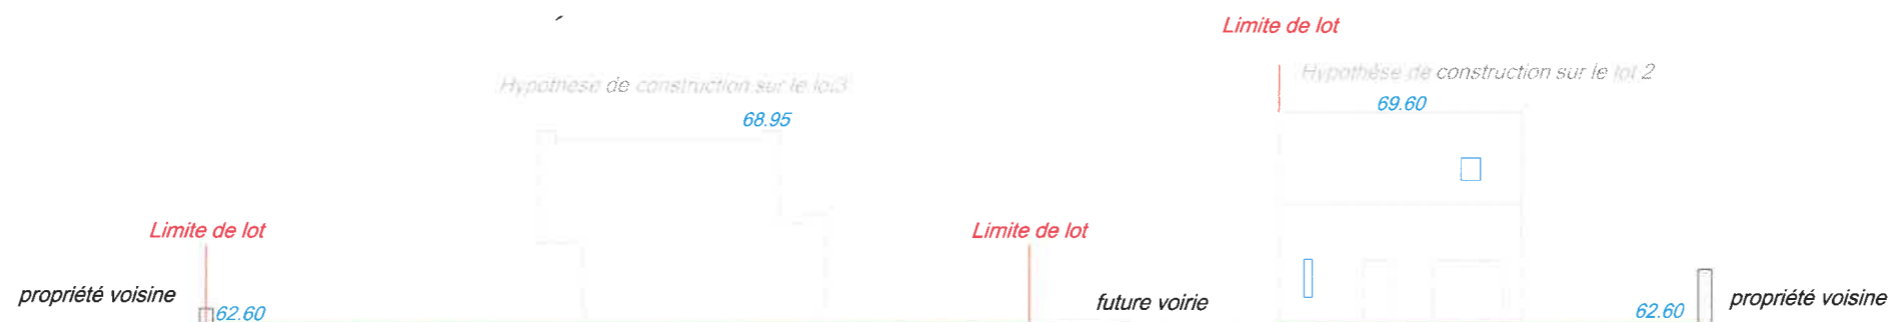 Limite de lot
Hypothèse de construction sur le lot 3
Hypothèse de construction sur le lot 2
68.95
69.60
Limite de lot
Limite de lot
propriété voisine
62.60
future voirie
62.60
propriété voisine